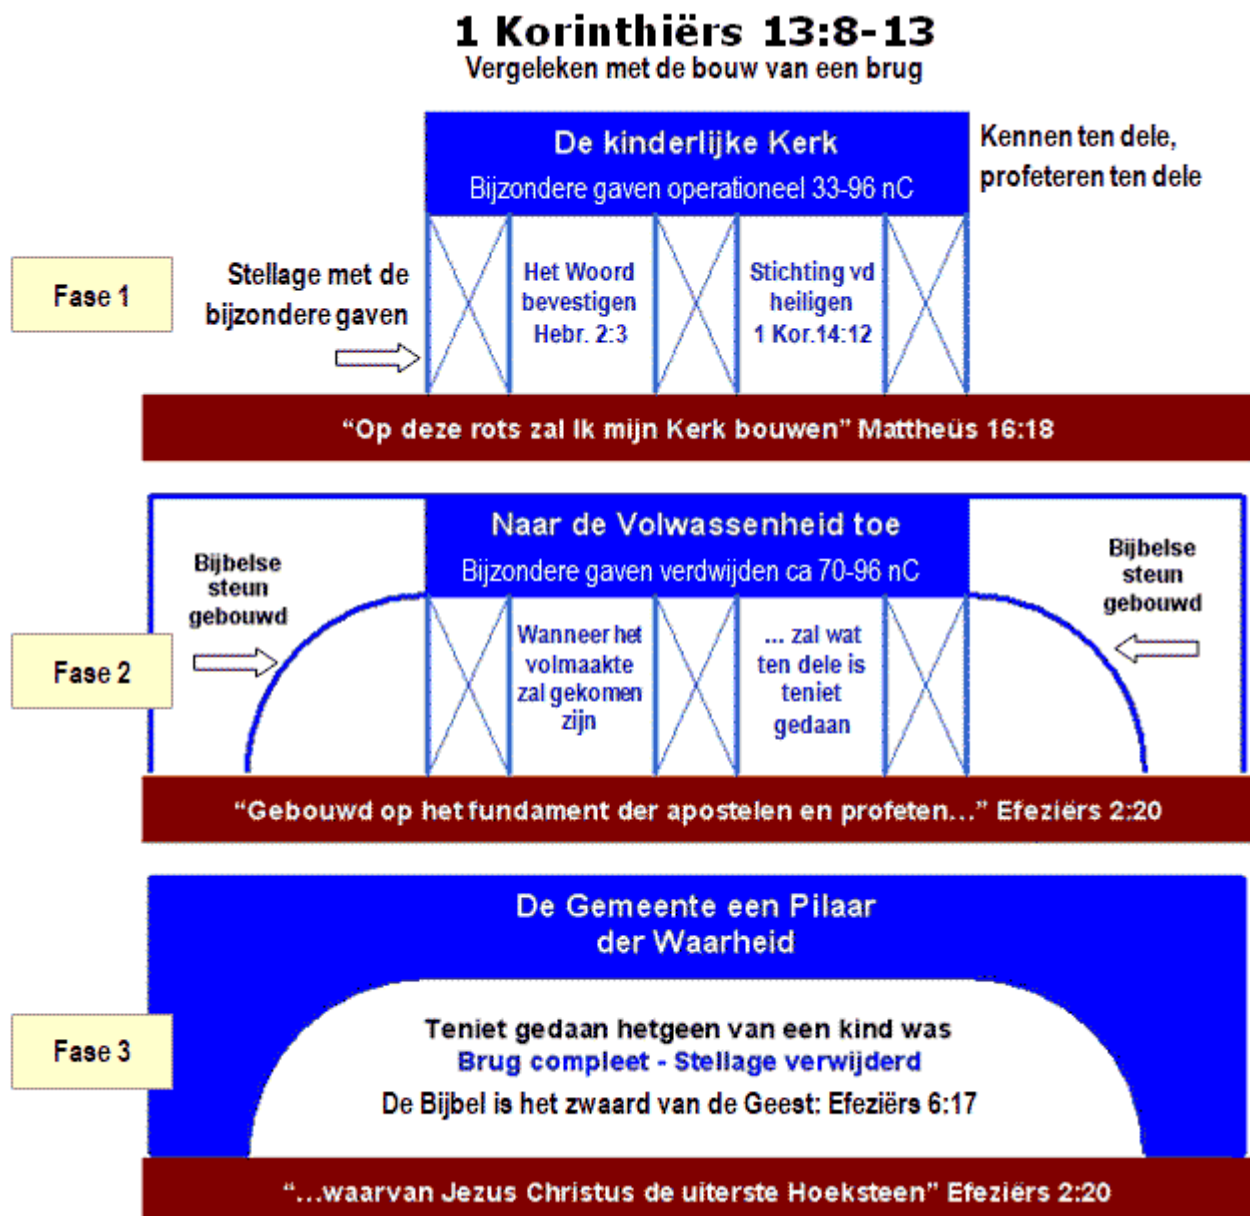 1 Korinthiërs 13:8-13
Vergeleken met de bouw van een brug
De kinderlijke Kerk
Bijzondere gaven operationeel 33-96 nC
Kennen ten dele,
profeteren ten dele
Fase 1
Stellage met de
bijzondere gaven
Het Woord
bevestigen
Hebr. 2:3
Stichting vd
heiligen
1 Kor.14:12
“Op deze rots zal Ik mijn Kerk bouwen” Mattheüs 16:18
Naar de Volwassenheid toe
Bijzondere gaven verdwijden ca 70-96 nC
Bijbelse
steun
gebouwd
Bijbelse
steun
gebouwd
Fase 2
Wanneer het
volmaakte
zal gekomen
zijn
... zal wat
ten dele is
teniet
gedaan
“Gebouwd op het fundament der apostelen en profeten...” Efeziërs 2:20
De Gemeente een Pilaar
der Waarheid
Fase 3
Teniet gedaan hetgeen van een kind was
Brug compleet - Stellage verwijderd
De Bijbel is het zwaard van de Geest: Efeziërs 6:17
“...waarvan Jezus Christus de uiterste Hoeksteen” Efeziërs 2:20